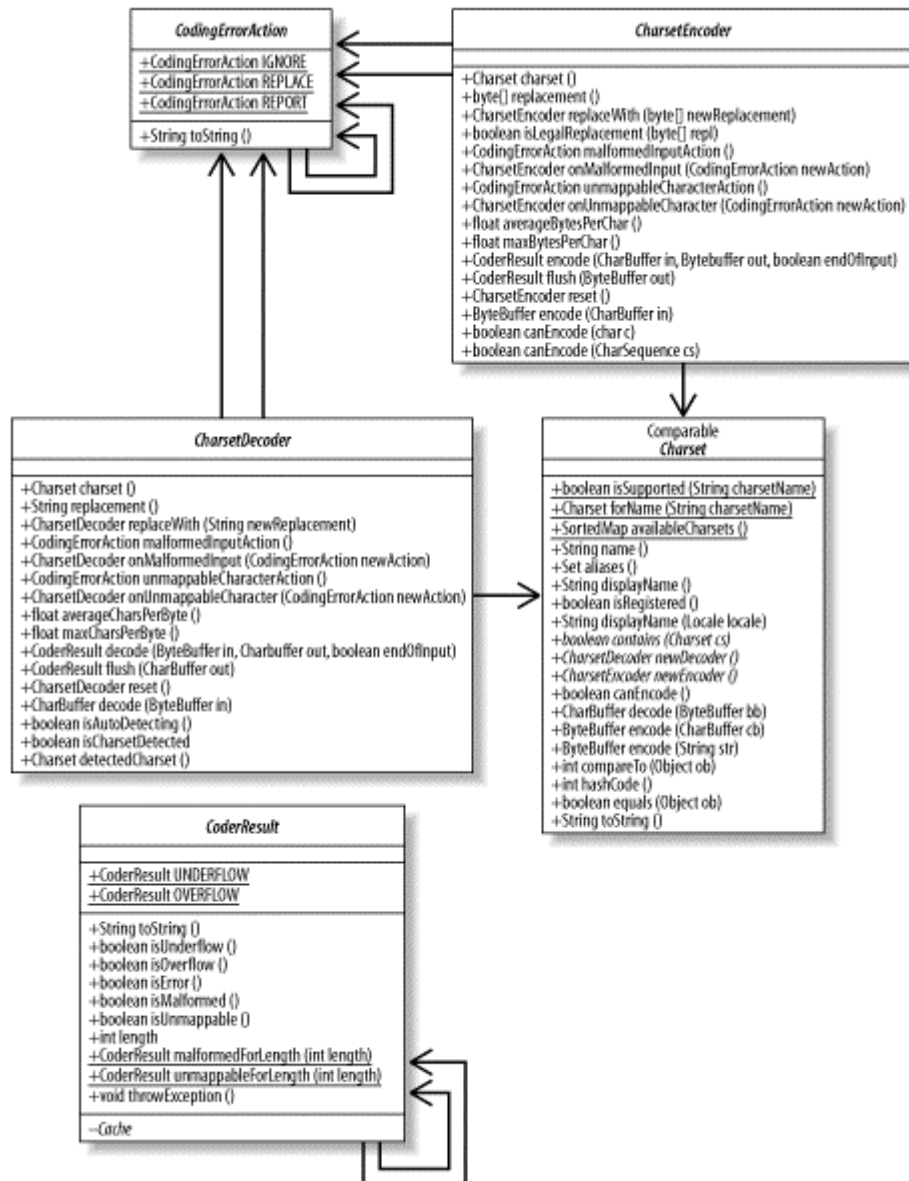 CodingErrorAction
+CodingErrorAction IGNORE
+CodingErrorAction REPLACE
+CodingErrorAction REPORT
+String toString ()
CharsetEncoder
+Charset charset ()
+byte[] replacement ()
+CharsetEncoder replaceWith (byte[] newReplacement)
+boolean isLegalReplacement (byte[] repl)
+CodingErrorAction malformedInputAction ()
+CharsetEncoder onMalformedInput (CodingErrorAction newAction)
+CodingErrorAction unmappableCharacterAction ()
+CharsetEncoder onUnmappableCharacter (CodingErrorAction newAction)
+float averageBytesPerChar ()
+float maxBytesPerChar ()
+CoderResult encode (CharBuffer in, Bytebuffer out, boolean endOfInput)
+CoderResult flush (ByteBuffer out)
+CharsetEncoder reset ()
+ByteBuffer encode (CharBuffer in)
+boolean canEncode (char c)
+boolean canEncode (CharSequence cs)
CharsetDecoder
+Charset charset ()
+String replacement ()
+CharsetDecoder replaceWith (String newReplacement)
+CodingErrorAction malformedInputAction ()
+CharsetDecoder onMalformedInput (CodingErrorAction newAction)
+CodingErrorAction unmappableCharacterAction ()
+CharsetDecoder onUnmappableCharacter (CodingErrorAction newAction)
+float averageCharsPerByte ()
+float maxCharsPerByte ()
+CoderResult decode (ByteBuffer in, Charbuffer out, boolean endOfInput)
+CoderResult flush (CharBuffer out)
+CharsetDecoder reset ()
+CharBuffer decode (ByteBuffer in)
+boolean isAutoDetecting ()
+boolean isCharsetDetected
+Charset detectedCharset ()
Comparable
Charset
+boolean isSupported (String charsetName)
+Charset forName (String charsetName)
+SortedMap availableCharsets ()
+String name ()
+Set aliases ()
+String displayName ()
+boolean isRegistered ()
+String displayName (Locale locale)
+boolean contains (Charset cs)
+CharsetDecoder newDecoder ()
+CharsetEncoder newEncoder ()
+boolean canEncode ()
+CharBuffer decode (ByteBuffer bb)
+ByteBuffer encode (CharBuffer cb)
+ByteBuffer encode (String str)
+int compareTo (Object ob)
+int hashCode ()
+boolean equals (Object ob)
+String toString ()
CoderResult
+CoderResult UNDERFLOW
+CoderResult OVERFLOW
+String toString ()
+boolean isUnderflow ()
+boolean isOverflow ()
+boolean isError ()
+boolean isMalformed ()
+boolean isUnmappable ()
+int length
+CoderResult malformedForLength (int length)
+CoderResult unmappableForLength (int length)
+void throwException ()
–Cache